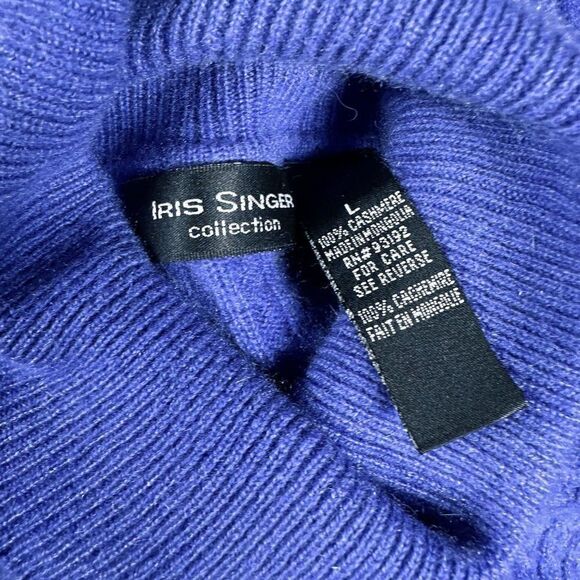 IRIS SINGER
collection
L
100% CASHMERE
MADE IN MONGOLIA
RN# 93192
FOR CARE
SEE REVERSE
100% CACHEMIRE
FAIT EN MONGOLIE